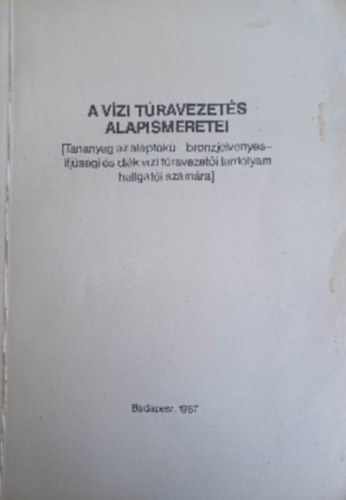 A VÍZI TÚRAVEZETÉS
ALAPISMERETEI
[Tananyag az alapfokú bronzjelvényes-
ifjúsági és diák vízi túravezetői tanfolyam
hallgatói számára]
Budapest, 1987